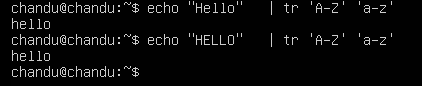 chandu@chandu:~$ echo "Hello"   | tr 'A-Z' 'a-z'
hello
chandu@chandu:~$ echo "HELLO"   | tr 'A-Z' 'a-z'
hello
chandu@chandu:~$